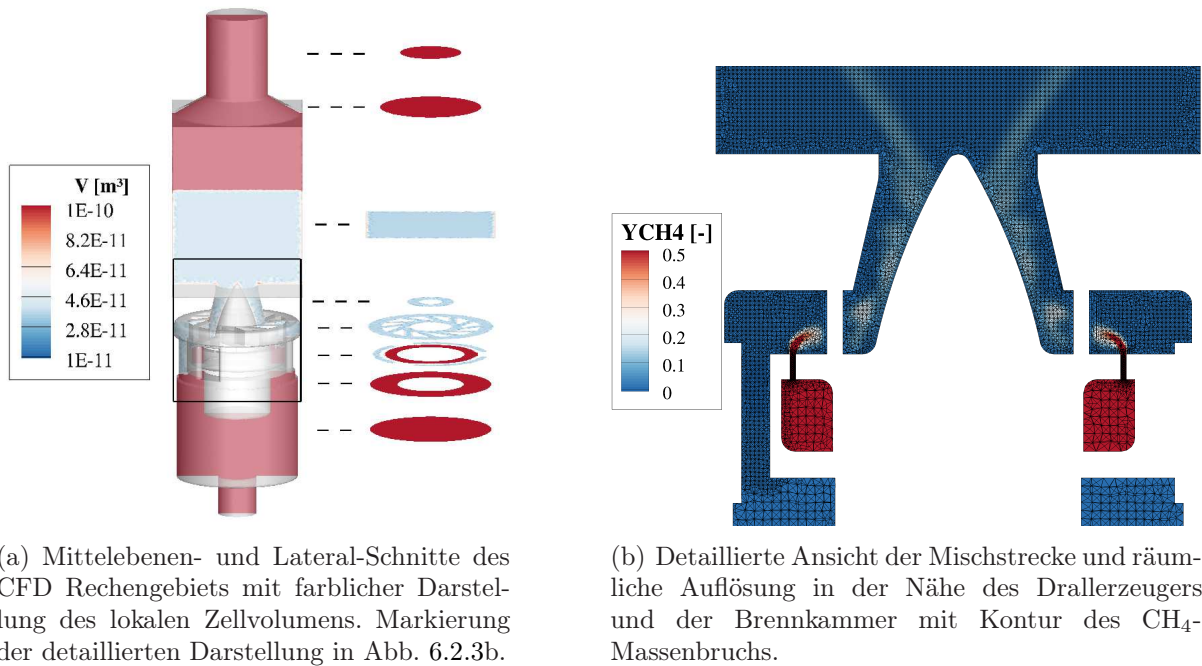 V [m³]
1E-10
8.2E-11
6.4E-11
4.6E-11
2.8E-11
1E-11
YCH4 [-]
0.5
0.4
0.3
0.2
0.1
0
(a) Mittelebenen- und Lateral-Schnitte des
CFD Rechengebiets mit farblicher Darstel-
lung des lokalen Zellvolumens. Markierung
der detaillierten Darstellung in Abb. 6.2.3b.
(b) Detaillierte Ansicht der Mischstrecke und räum-
liche Auflösung in der Nähe des Drallerzeugers
und der Brennkammer mit Kontur des CH₄-
Massenbruchs.